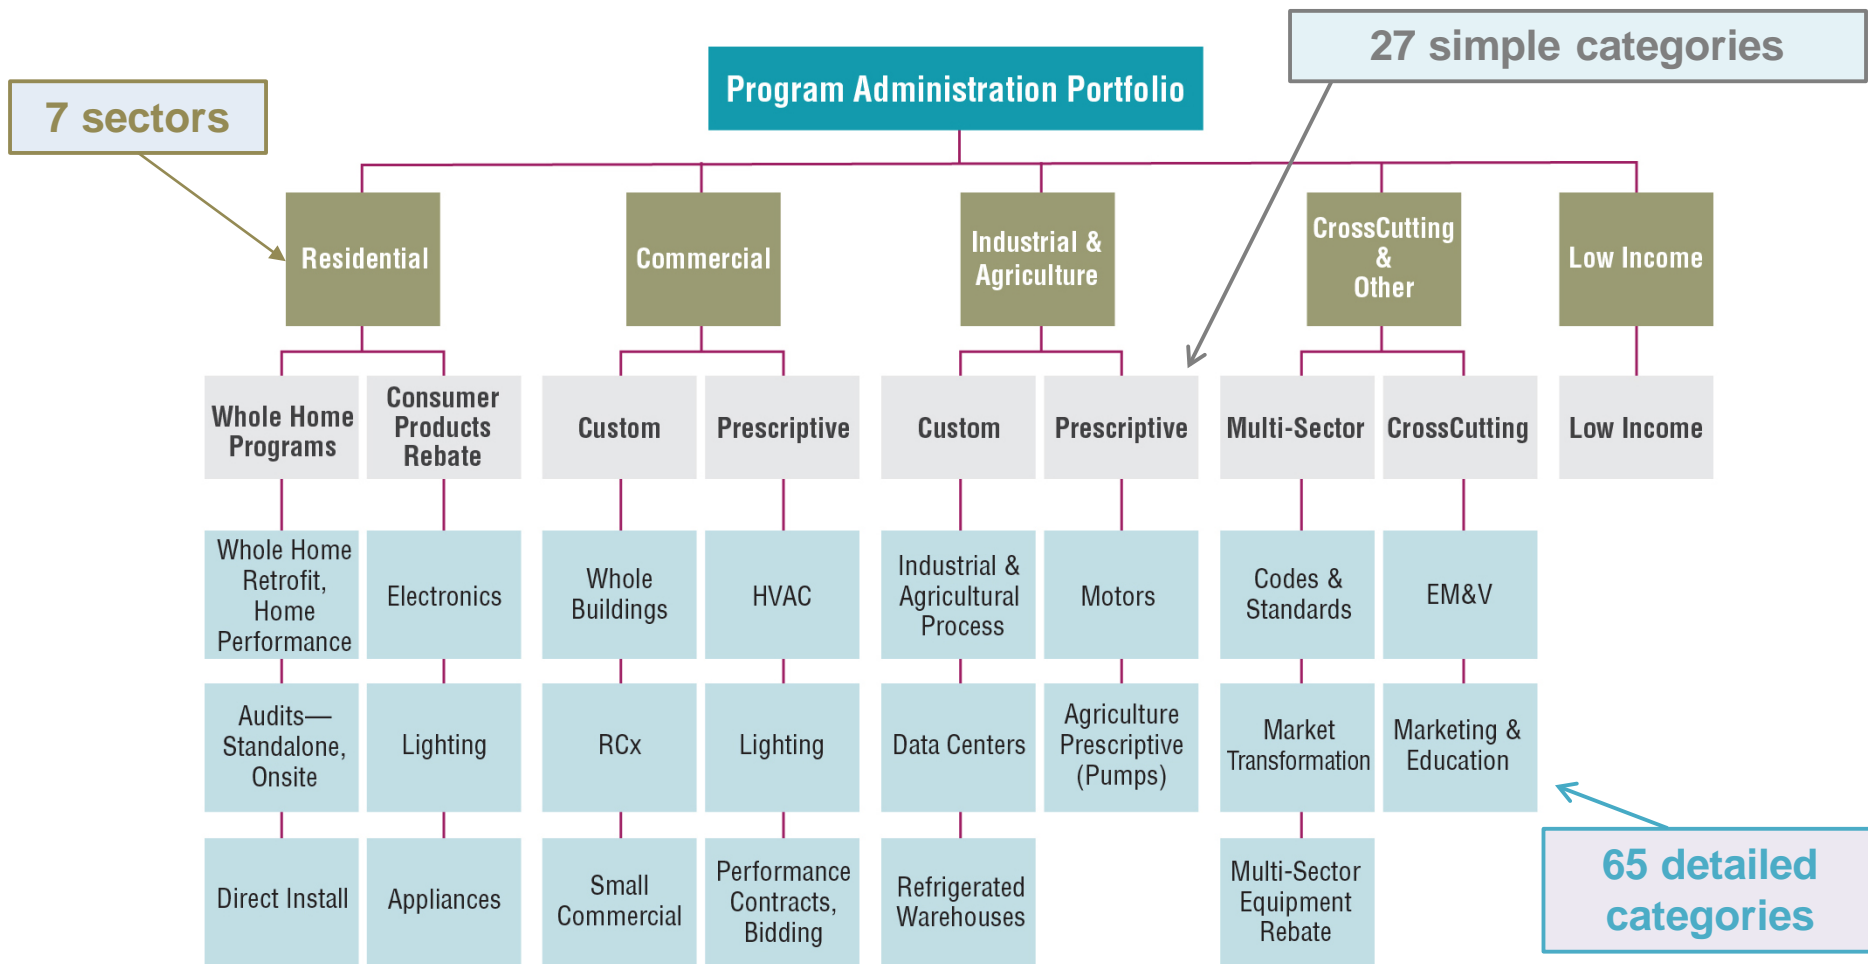 27 simple categories
Program Administration Portfolio
7 sectors
Residential
Commercial
Industrial &
Agriculture
CrossCutting
&
Other
Low Income
Whole Home
Programs
Consumer
Products
Rebate
Custom
Prescriptive
Custom
Prescriptive
Multi-Sector
CrossCutting
Low Income
Whole Home
Retrofit,
Home
Performance
Electronics
Whole
Buildings
HVAC
Industrial &
Agricultural
Process
Motors
Codes &
Standards
EM&V
Audits—
Standalone,
Onsite
Lighting
RCx
Lighting
Data Centers
Agriculture
Prescriptive
(Pumps)
Market
Transformation
Marketing &
Education
Direct Install
Appliances
Small
Commercial
Performance
Contracts,
Bidding
Refrigerated
Warehouses
Multi-Sector
Equipment
Rebate
65 detailed
categories